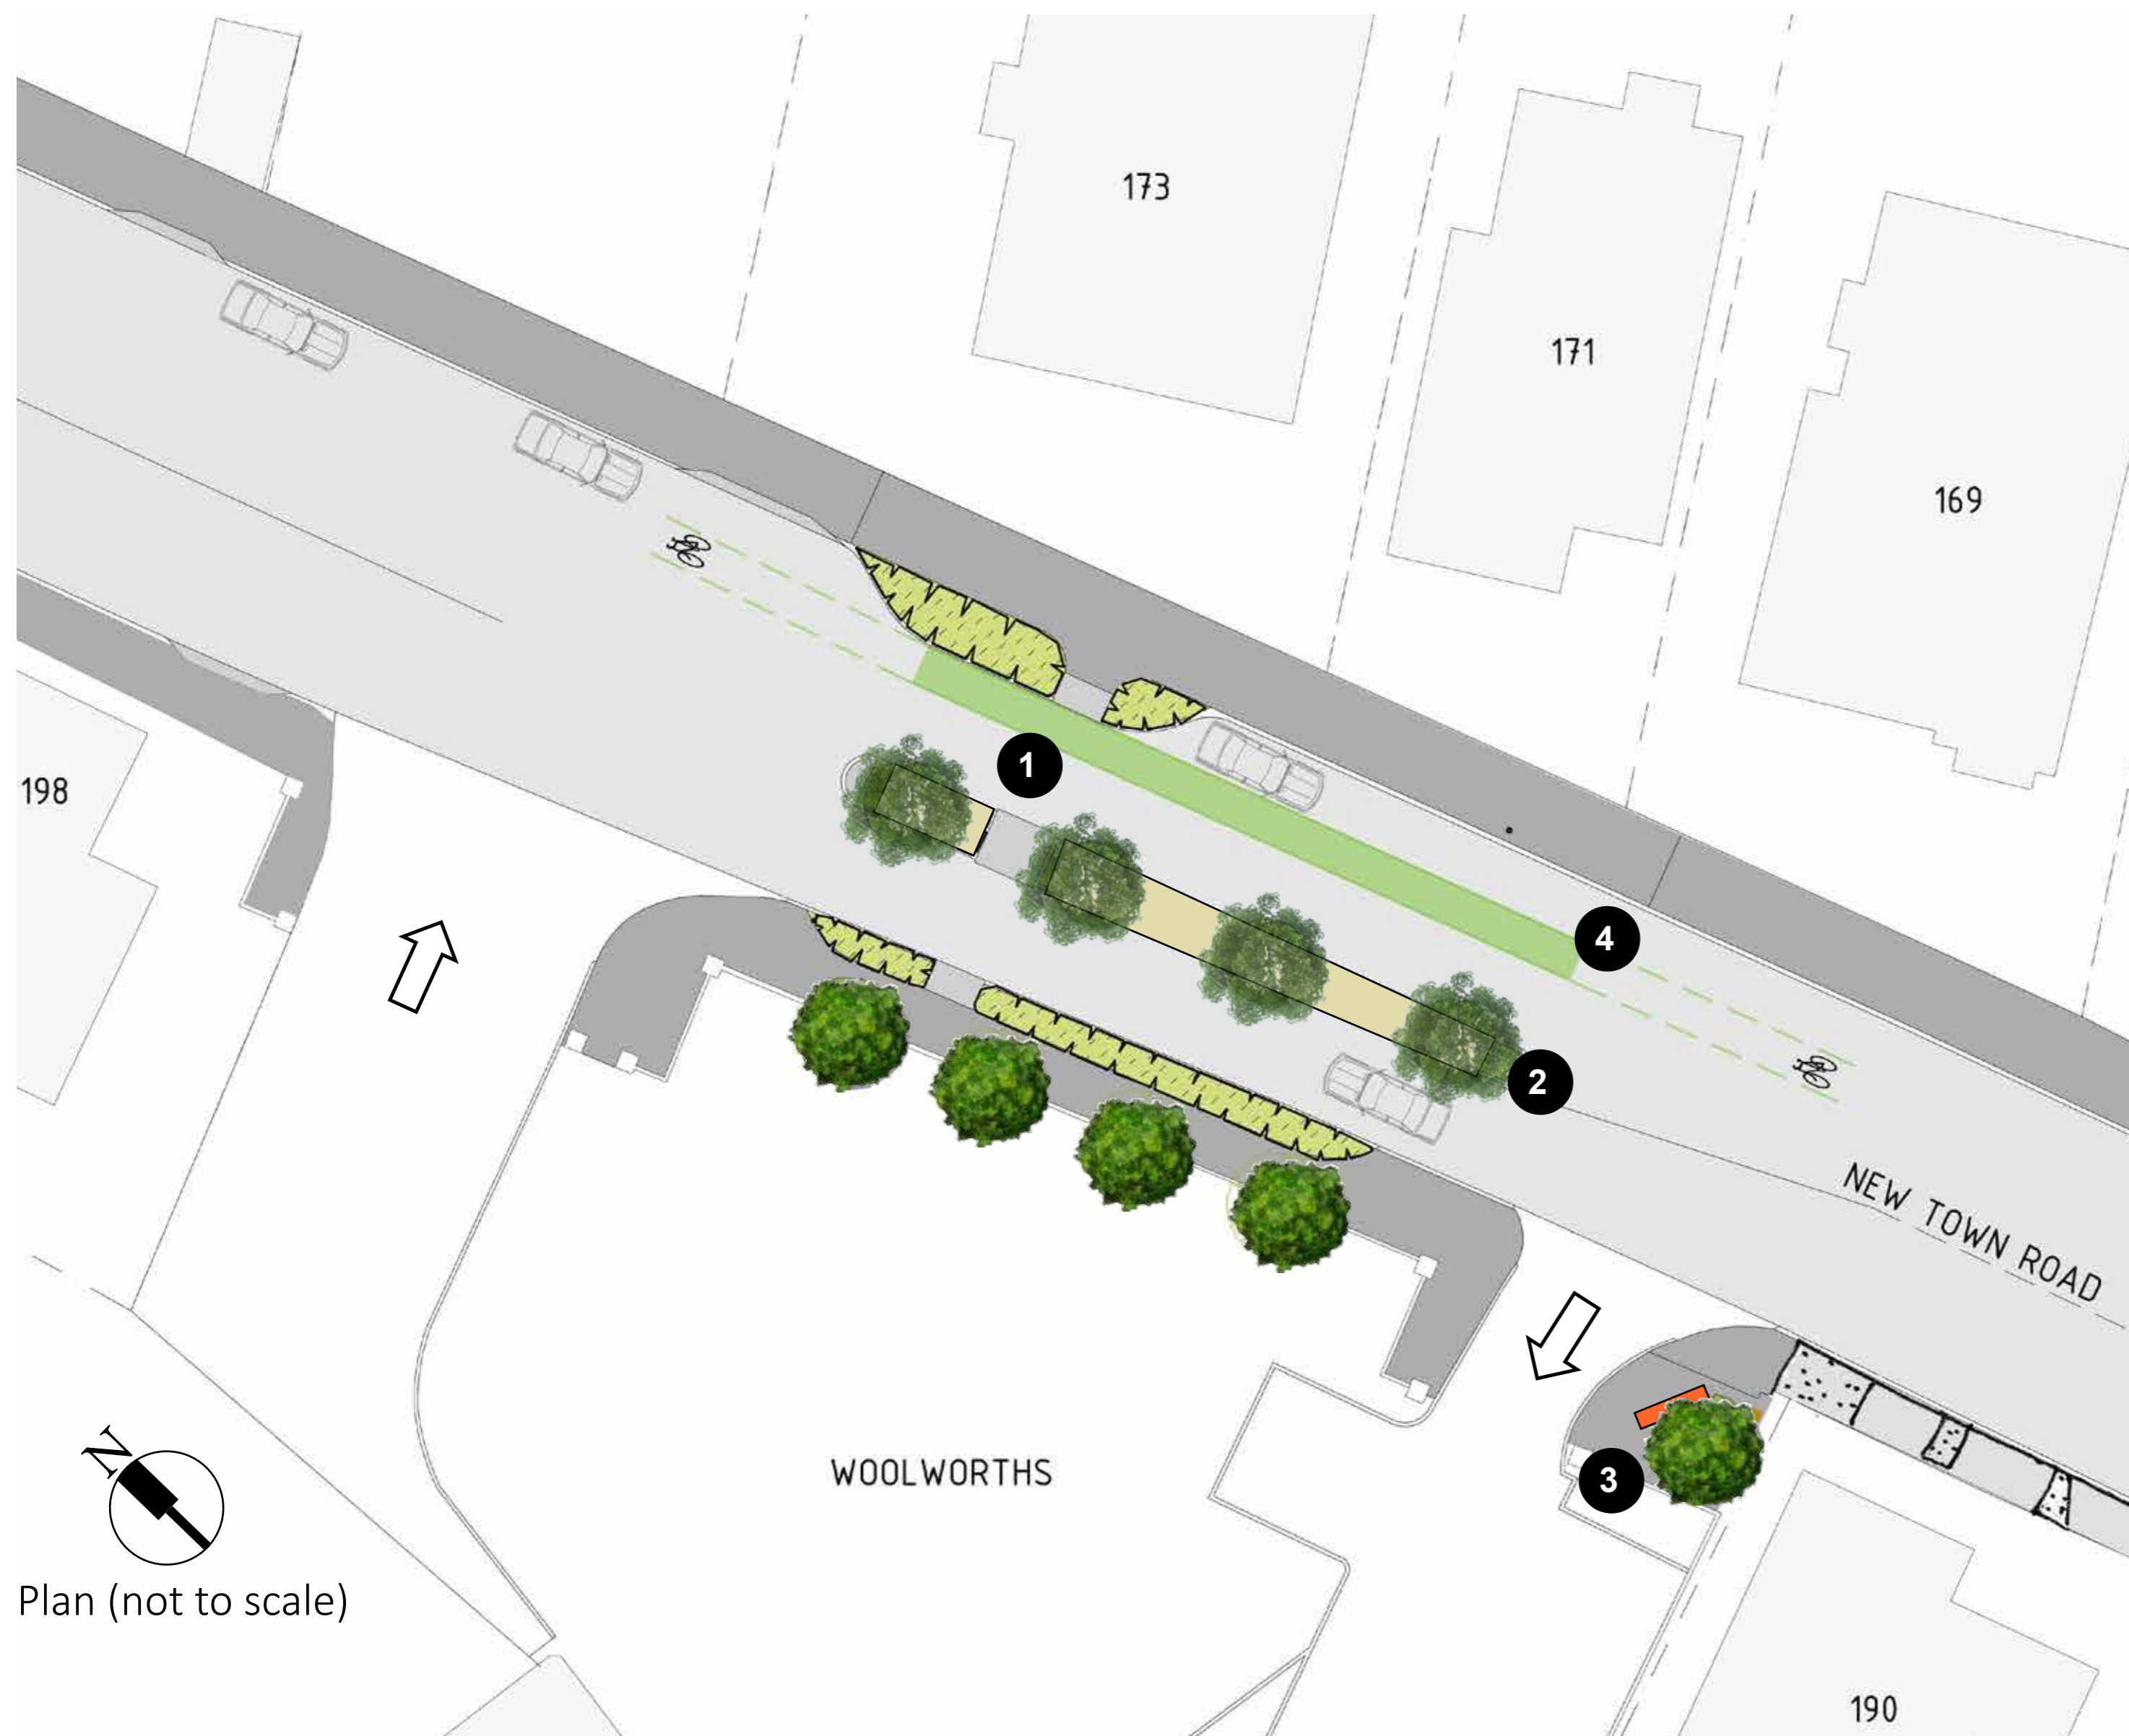 173
171
169
198
1
4
2
NEW TOWN ROAD
3
WOOLWORTHS
N
Plan (not to scale)
190